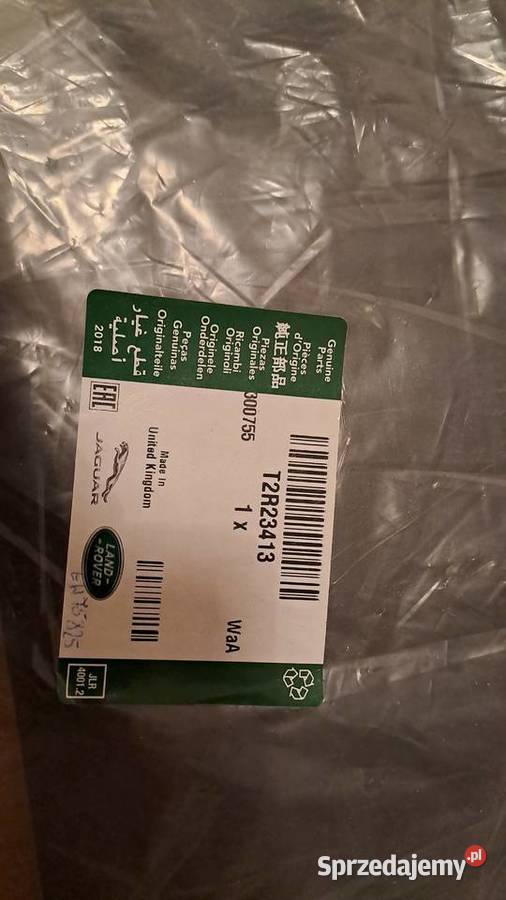 Genuine
Parts
Pièces
d'Origine
純正部品
Piezas
Originales
Ricambi
Originali
Originele
Onderdelen
Peças
Genuinas
Originalteile
قطع غيار
أصلية
2018
T2R23413
300755
1 X
WaA
Made in
United Kingdom
EAC
JAGUAR
LAND-
-ROVER
JLR
4001.2
Sprzedajemy.pl